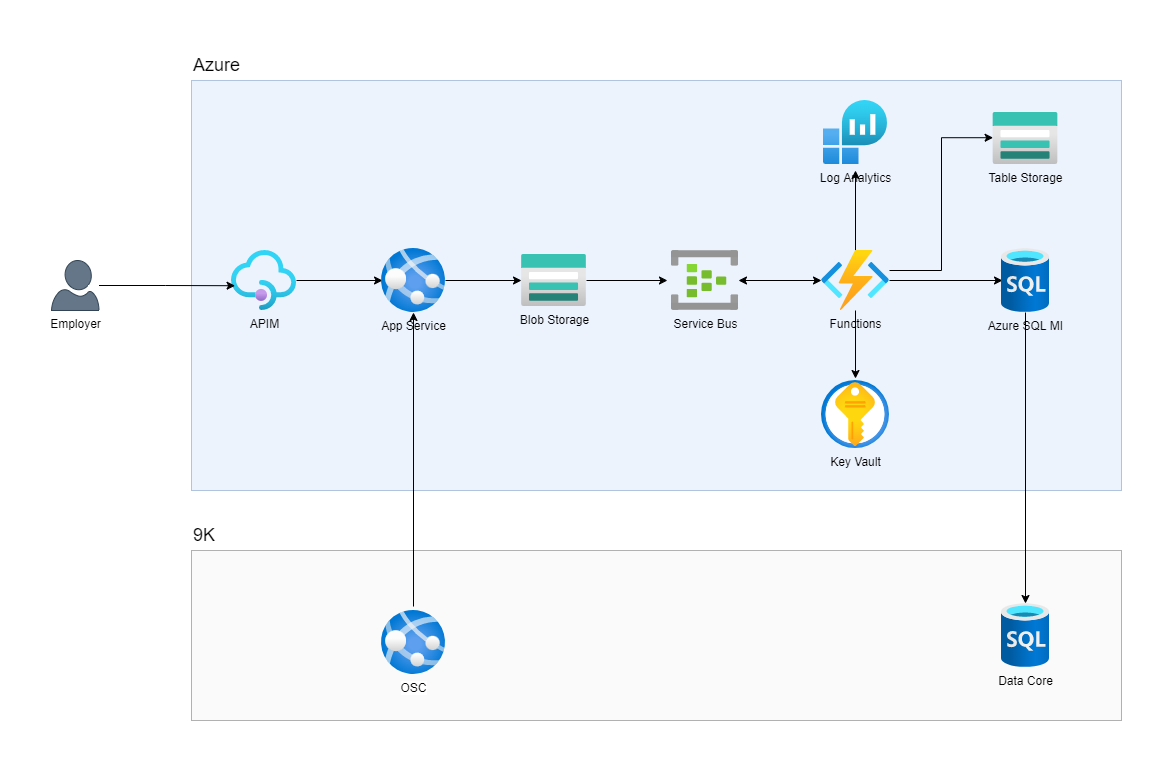 Azure
Log Analytics
Table Storage
Employer
APIM
App Service
Blob Storage
Service Bus
Functions
SQL
Azure SQL MI
Key Vault
9K
OSC
SQL
Data Core